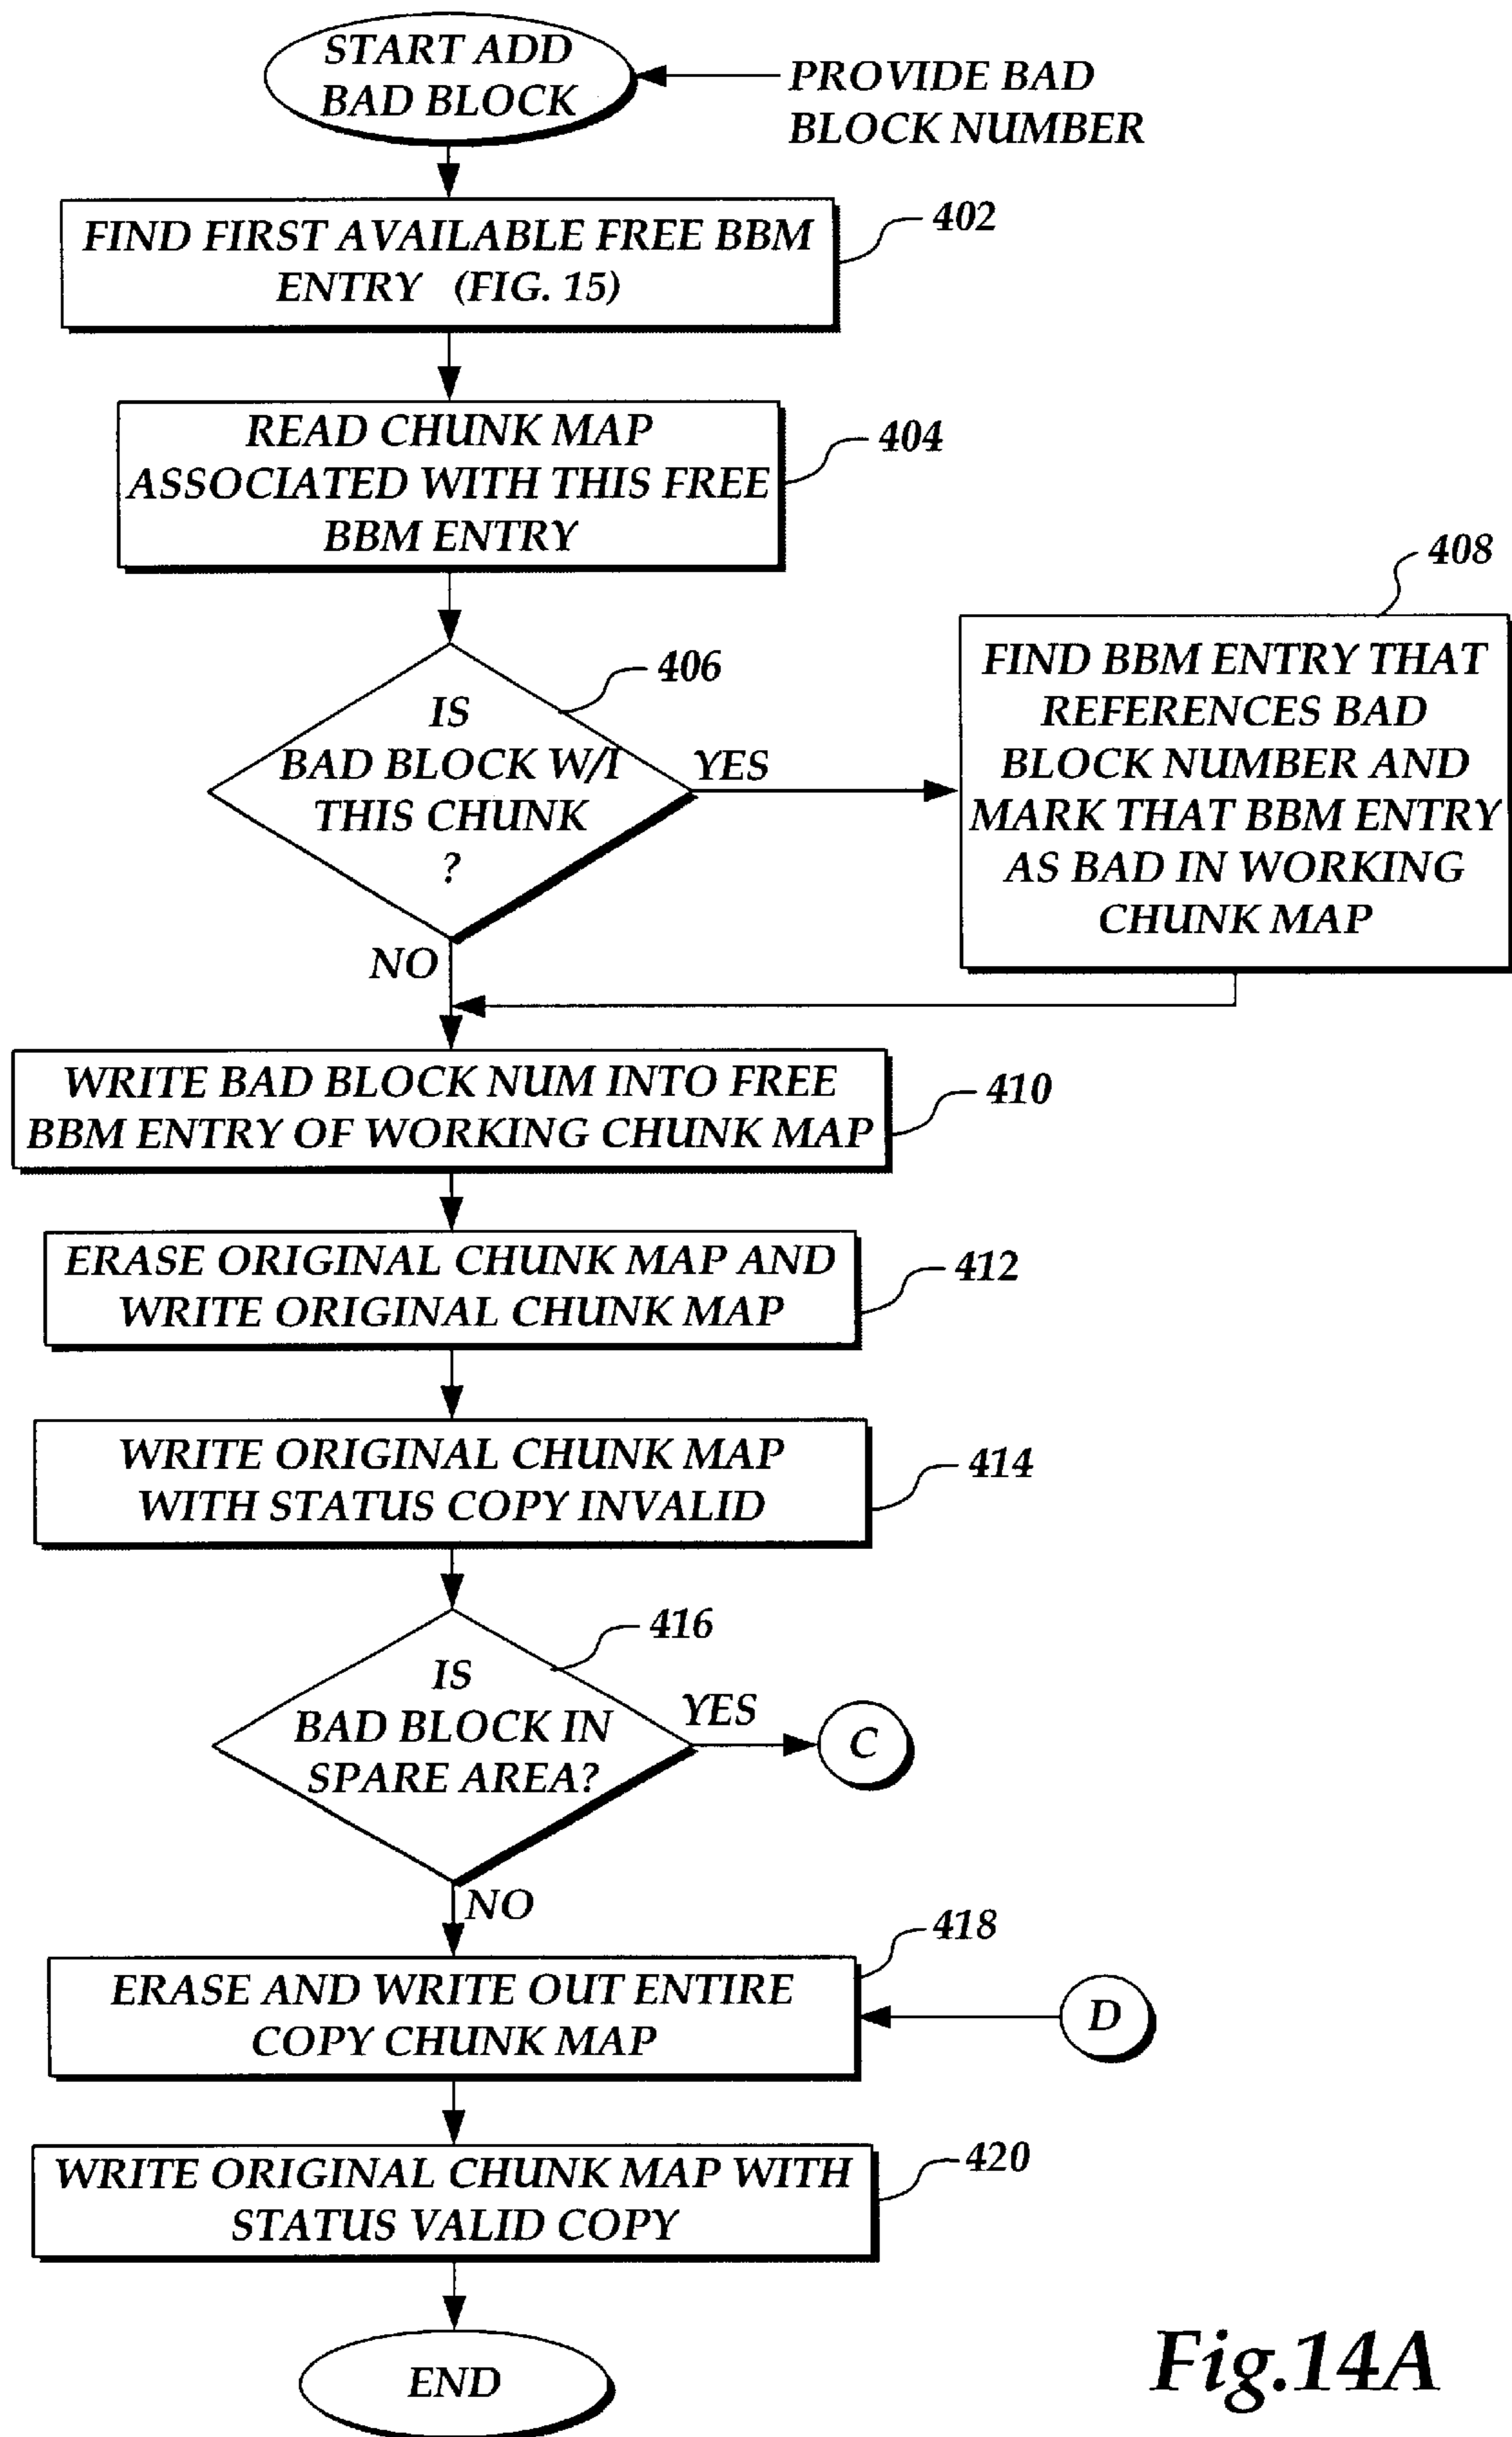 START ADD
BAD BLOCK
PROVIDE BAD
BLOCK NUMBER
FIND FIRST AVAILABLE FREE BBM
ENTRY (FIG. 15)
402
READ CHUNK MAP
ASSOCIATED WITH THIS FREE
BBM ENTRY
404
IS
BAD BLOCK W/I
THIS CHUNK
?
406
YES
NO
FIND BBM ENTRY THAT
REFERENCES BAD
BLOCK NUMBER AND
MARK THAT BBM ENTRY
AS BAD IN WORKING
CHUNK MAP
408
WRITE BAD BLOCK NUM INTO FREE
BBM ENTRY OF WORKING CHUNK MAP
410
ERASE ORIGINAL CHUNK MAP AND
WRITE ORIGINAL CHUNK MAP
412
WRITE ORIGINAL CHUNK MAP
WITH STATUS COPY INVALID
414
IS
BAD BLOCK IN
SPARE AREA?
416
YES
C
NO
ERASE AND WRITE OUT ENTIRE
COPY CHUNK MAP
418
D
WRITE ORIGINAL CHUNK MAP WITH
STATUS VALID COPY
420
END
Fig.14A